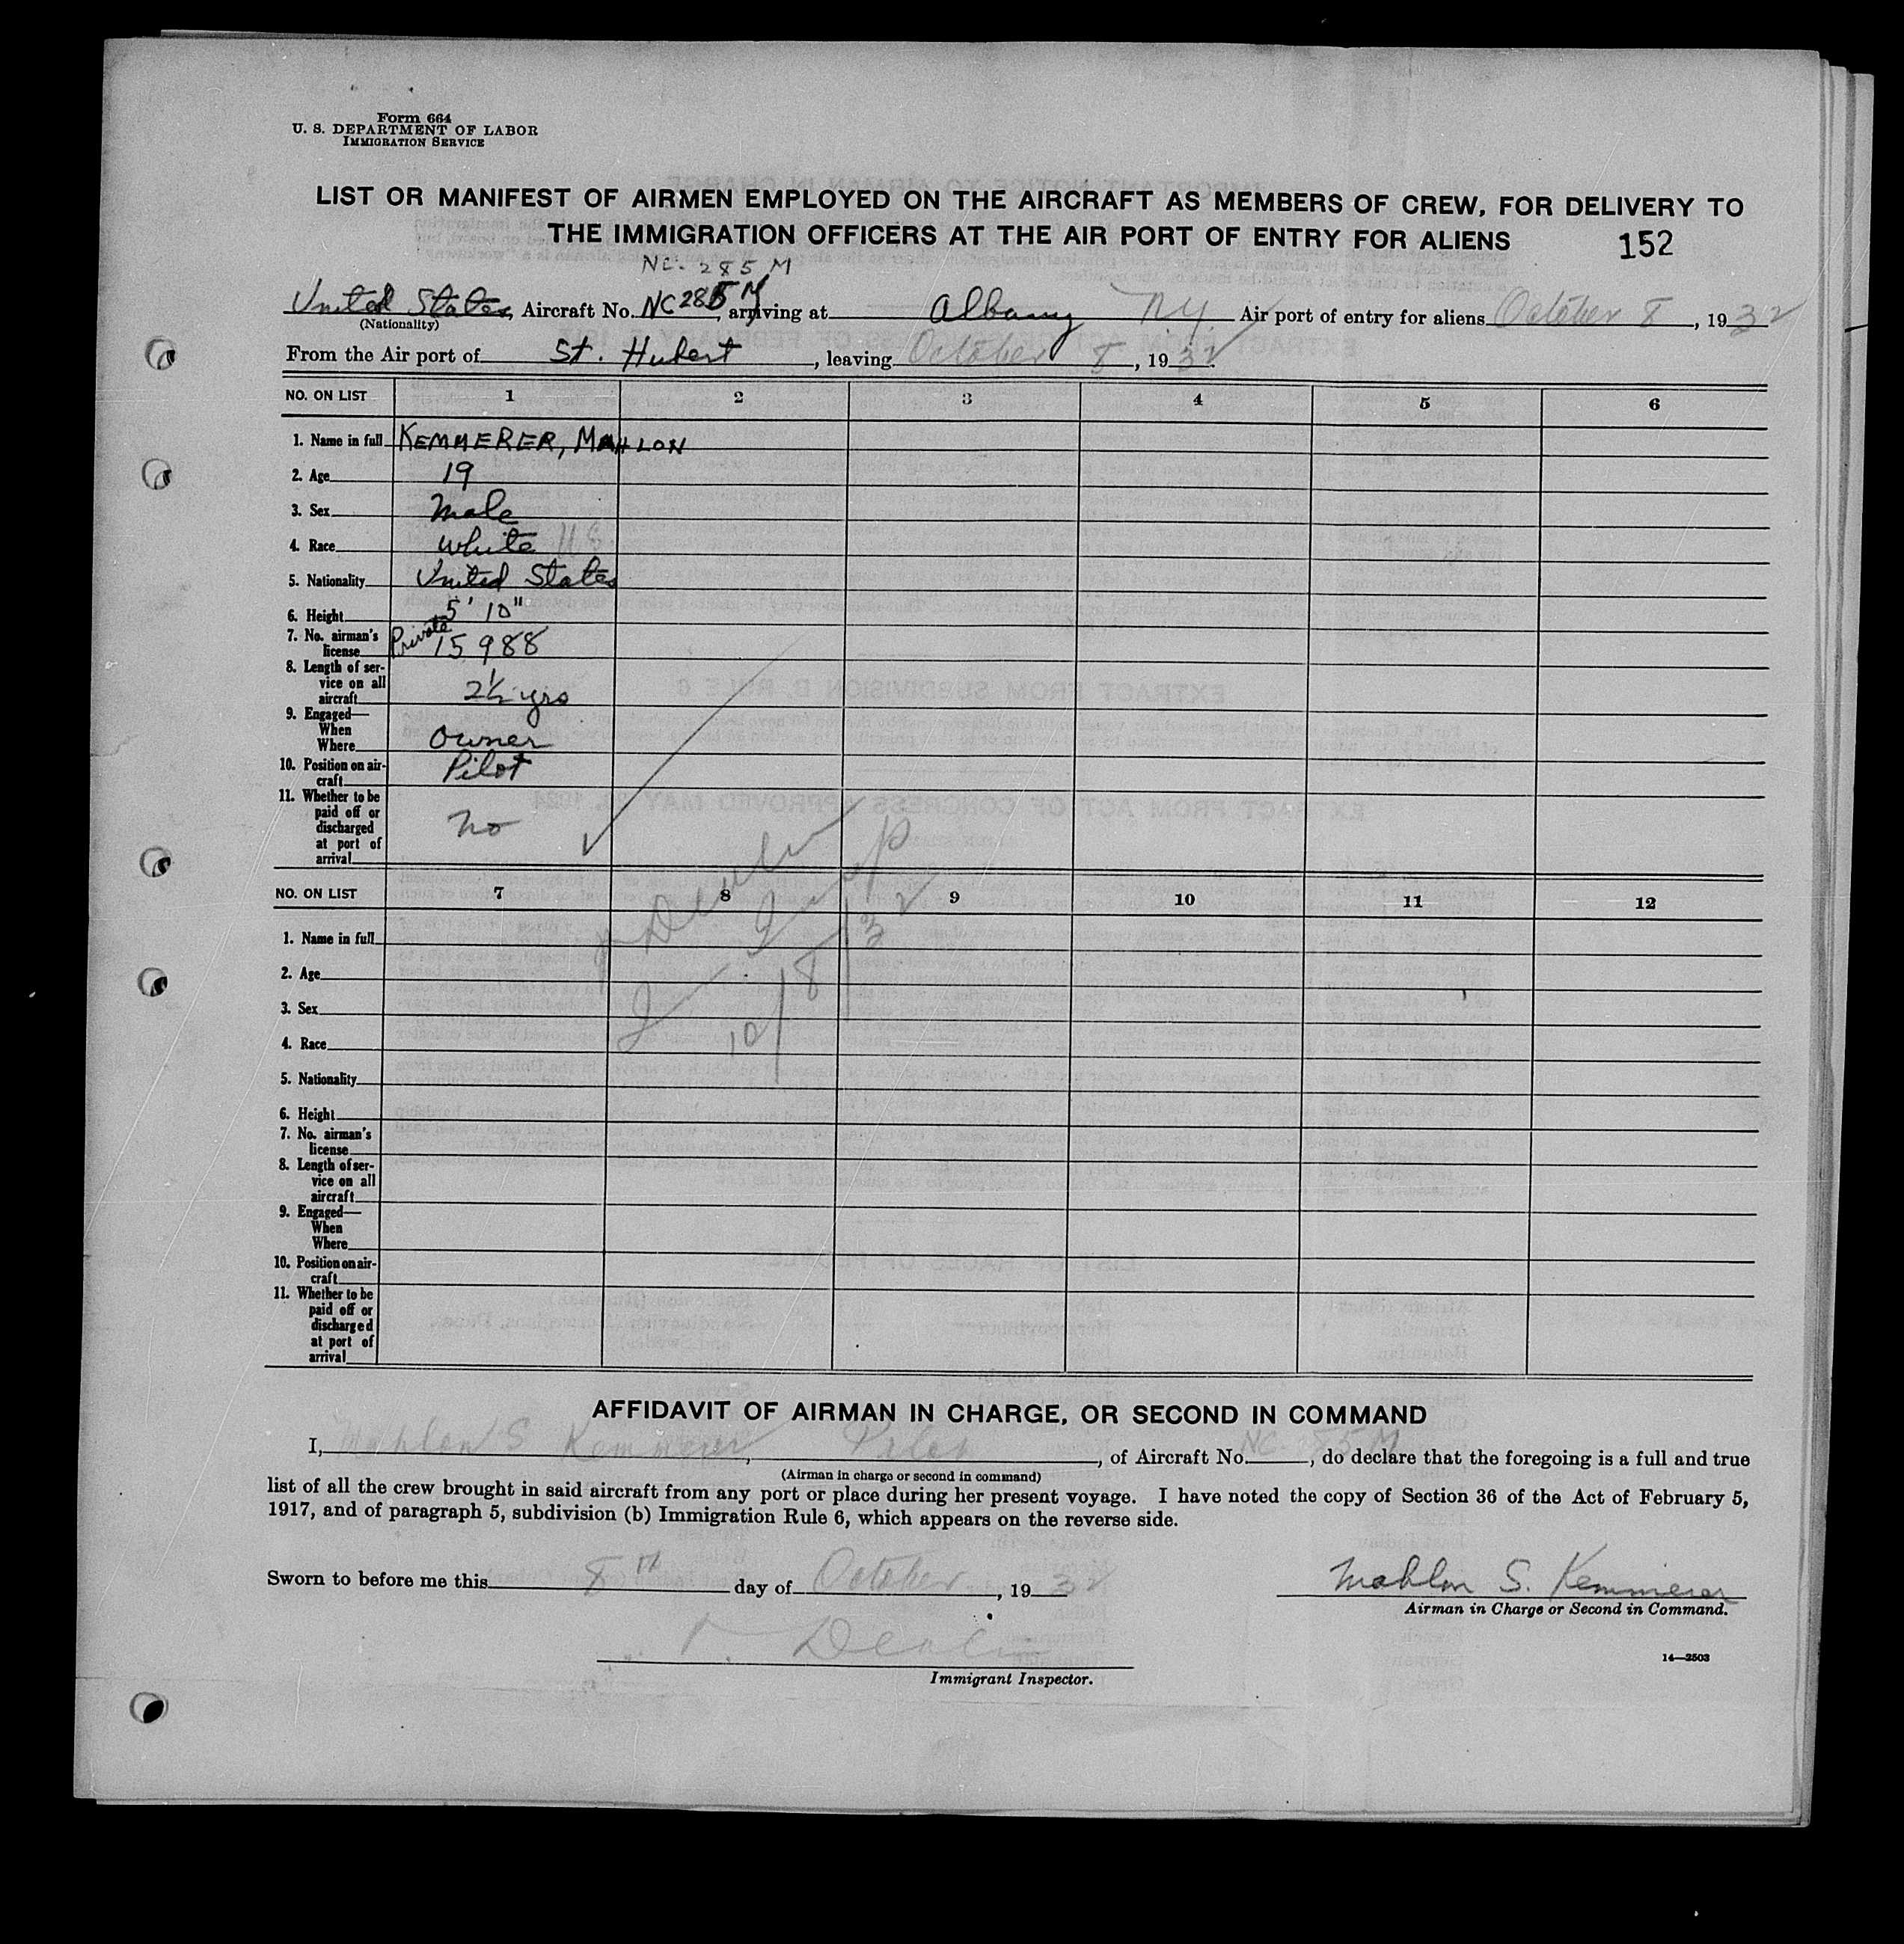 Form 664
U. S. DEPARTMENT OF LABOR
IMMIGRATION SERVICE
LIST OR MANIFEST OF AIRMEN EMPLOYED ON THE AIRCRAFT AS MEMBERS OF CREW, FOR DELIVERY TO
THE IMMIGRATION OFFICERS AT THE AIR PORT OF ENTRY FOR ALIENS 152
NC. 285 M
United States, Aircraft No. NC285M, arriving at Albany N.Y. Air port of entry for aliens October 8, 1932
(Nationality)
From the Air port of St. Hubert, leaving October 8, 1932.
NO. ON LIST 1 2 3 4 5 6
1. Name in full KEMMERER, MAHLON
2. Age 19
3. Sex Male
4. Race White US
5. Nationality United States
6. Height 5' 10"
7. No. airman's Private
license 15988
8. Length of ser-
vice on all
aircraft 2½ yrs
9. Engaged—
When
Where owner
10. Position on air- Pilot
craft
11. Whether to be
paid off or
discharged No
at port of
arrival
NO. ON LIST 7 8 9 10 11 12
1. Name in full
2. Age
3. Sex
4. Race
10/8/32
5. Nationality
6. Height
7. No. airman's
license
8. Length of ser-
vice on all
aircraft
9. Engaged—
When
Where
10. Position on air-
craft
11. Whether to be
paid off or
discharged
at port of
arrival
AFFIDAVIT OF AIRMAN IN CHARGE, OR SECOND IN COMMAND
I, Mahlon S Kemmerer, Pilot, of Aircraft No. NC 285M, do declare that the foregoing is a full and true
(Airman in charge or second in command)
list of all the crew brought in said aircraft from any port or place during her present voyage. I have noted the copy of Section 36 of the Act of February 5,
1917, and of paragraph 5, subdivision (b) Immigration Rule 6, which appears on the reverse side.
Sworn to before me this 8th day of October, 1932 Mahlon S. Kemmerer
Airman in Charge or Second in Command.
14—2503
Immigrant Inspector.